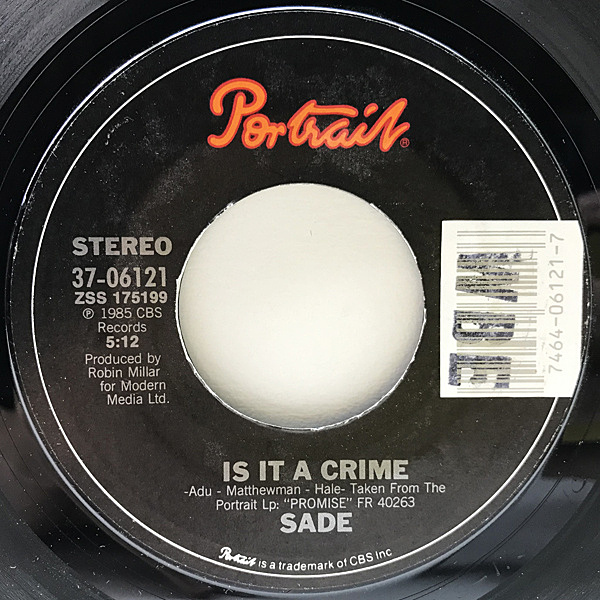 Portrait®
STEREO
37-06121
ZSS 175199
℗ 1985 CBS
Records
5:12
Produced by
Robin Millar
for Modern
Media Ltd.
7464-06121-7
IS IT A CRIME
-Adu - Matthewman - Hale- Taken From The
Portrait Lp: "PROMISE" FR 40263
SADE
Portrait is a trademark of CBS Inc